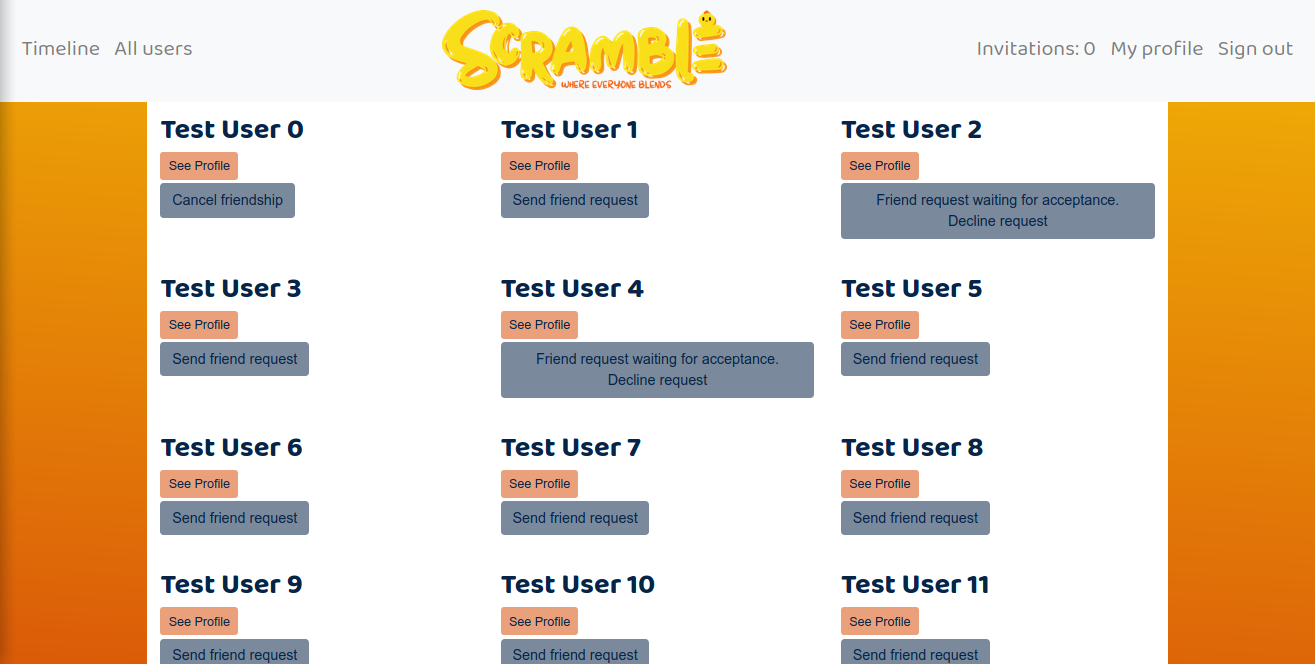 Timeline All users
SCRAMBLE
WHERE EVERYONE BLENDS
Invitations: 0 My profile Sign out
Test User 0
See Profile
Cancel friendship
Test User 1
See Profile
Send friend request
Test User 2
See Profile
Friend request waiting for acceptance.
Decline request
Test User 3
See Profile
Send friend request
Test User 4
See Profile
Friend request waiting for acceptance.
Decline request
Test User 5
See Profile
Send friend request
Test User 6
See Profile
Send friend request
Test User 7
See Profile
Send friend request
Test User 8
See Profile
Send friend request
Test User 9
See Profile
Send friend request
Test User 10
See Profile
Send friend request
Test User 11
See Profile
Send friend request